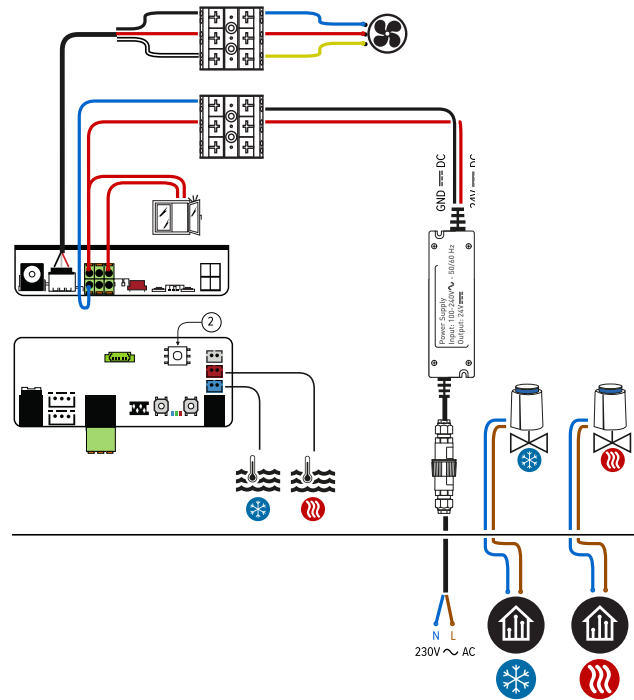 GND ⎓ DC
24V ⎓ DC
Power Supply
Input: 100-240V∿ - 50/60 Hz
Output: 24V⎓
2
N L
230V ∿ AC